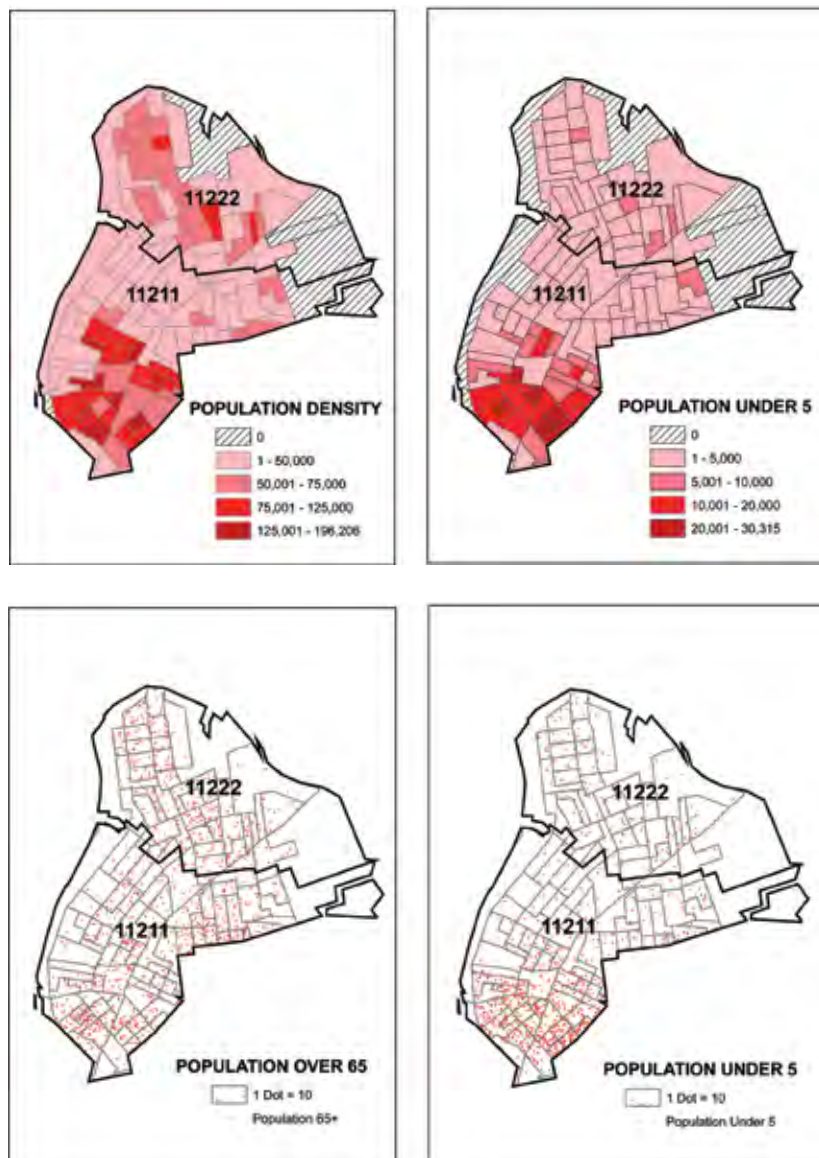 11222
11211
POPULATION DENSITY
0
1 - 50,000
50,001 - 75,000
75,001 - 125,000
125,001 - 196,206
11222
11211
POPULATION UNDER 5
0
1 - 5,000
5,001 - 10,000
10,001 - 20,000
20,001 - 30,315
11222
11211
POPULATION OVER 65
1 Dot = 10
Population 65+
11222
11211
POPULATION UNDER 5
1 Dot = 10
Population Under 5